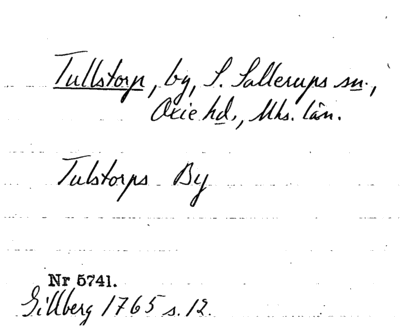 Tullstorp, by, S. Sallerups sn.,
Oxie hd., Mhs. län.
Tulstorps By
Nr 5741.
Gillberg 1765 s. 12.